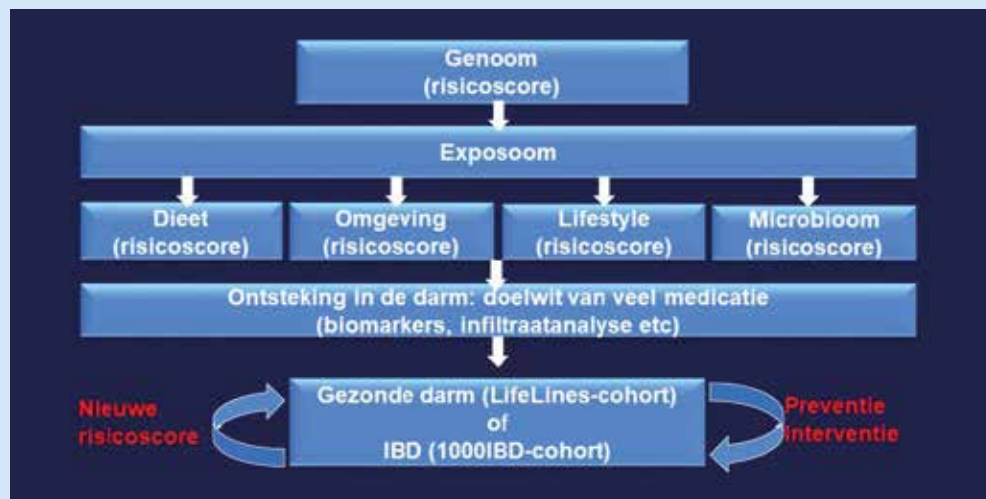 Genoom
(risicoscore)
Exposoom
Dieet
(risicoscore)
Omgeving
(risicoscore)
Lifestyle
(risicoscore)
Microbioom
(risicoscore)
Ontsteking in de darm: doelwit van veel medicatie
(biomarkers, infiltraatanalyse etc)
Nieuwe
risicoscore
Gezonde darm (LifeLines-cohort)
of
IBD (1000IBD-cohort)
Preventie
Interventie